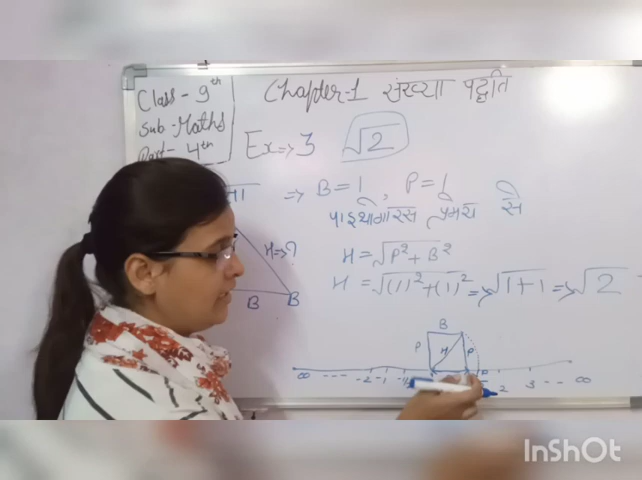 Class - 9th
Sub - Maths
Part - 4th
Chapter-1 संख्या पद्धति
Ex => 3 √2
=> B = 1, P = 1
पाइथागोरस प्रमेय से
H = √P² + B²
H = √(1)² + (1)² = √1 + 1 = √2
H => ?
B B
B
P H P
∞ --- -2 -1 2 3 -- ∞
InShOt